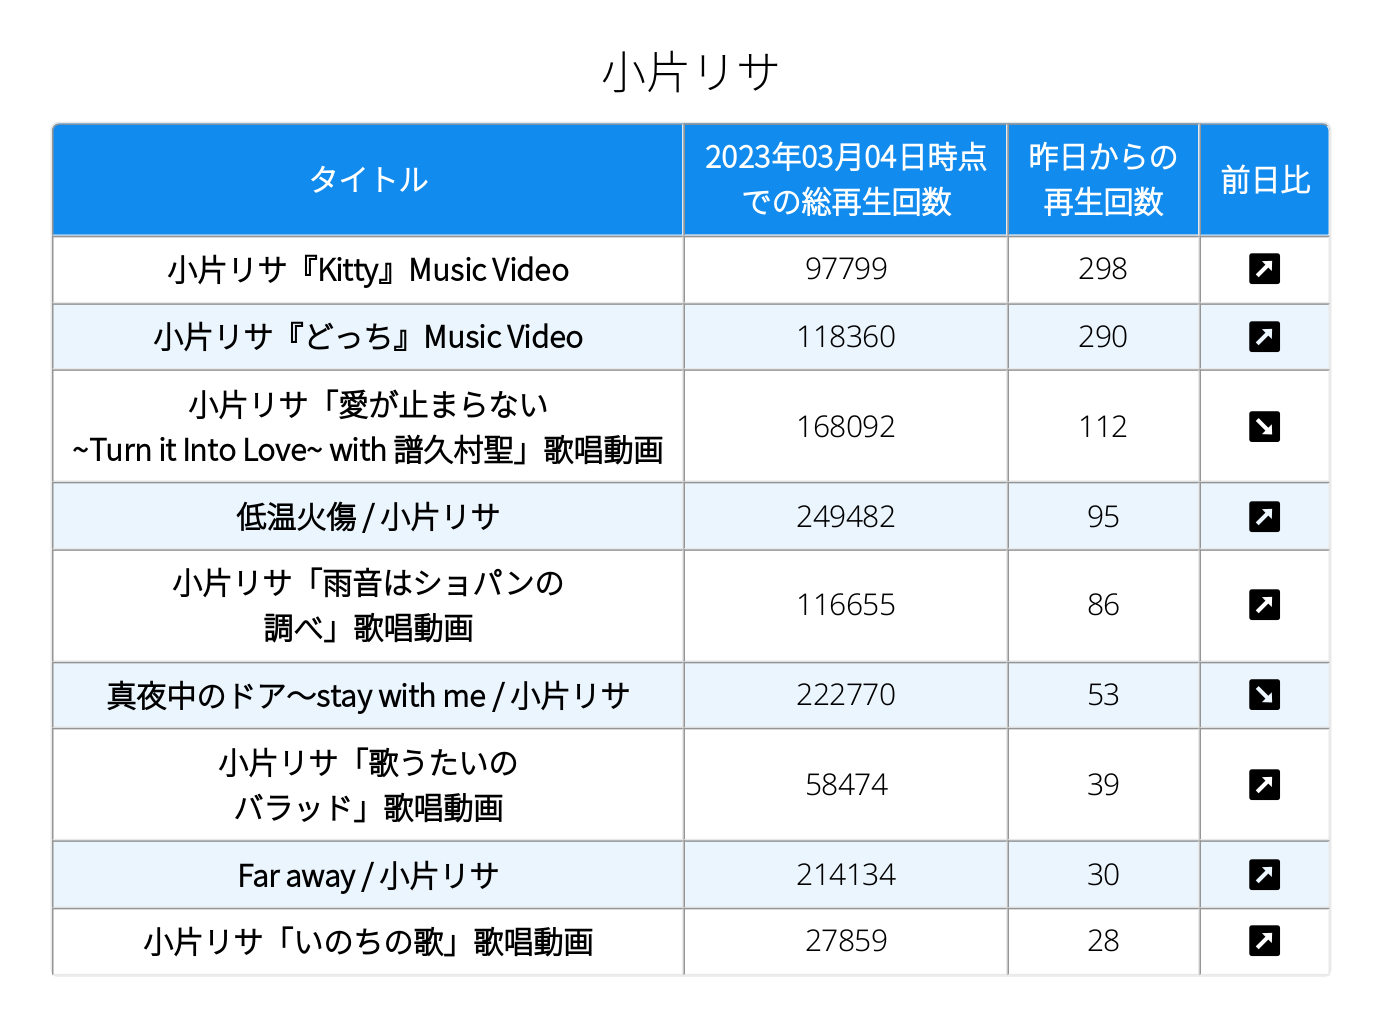 小片リサ
タイトル
2023年03月04日時点
での総再生回数
昨日からの
再生回数
前日比
小片リサ『Kitty』Music Video
97799
298
小片リサ『どっち』Music Video
118360
290
小片リサ「愛が止まらない
~Turn it Into Love~ with 譜久村聖」歌唱動画
168092
112
低温火傷 / 小片リサ
249482
95
小片リサ「雨音はショパンの
調べ」歌唱動画
116655
86
真夜中のドア〜stay with me / 小片リサ
222770
53
小片リサ「歌うたいの
バラッド」歌唱動画
58474
39
Far away / 小片リサ
214134
30
小片リサ「いのちの歌」歌唱動画
27859
28